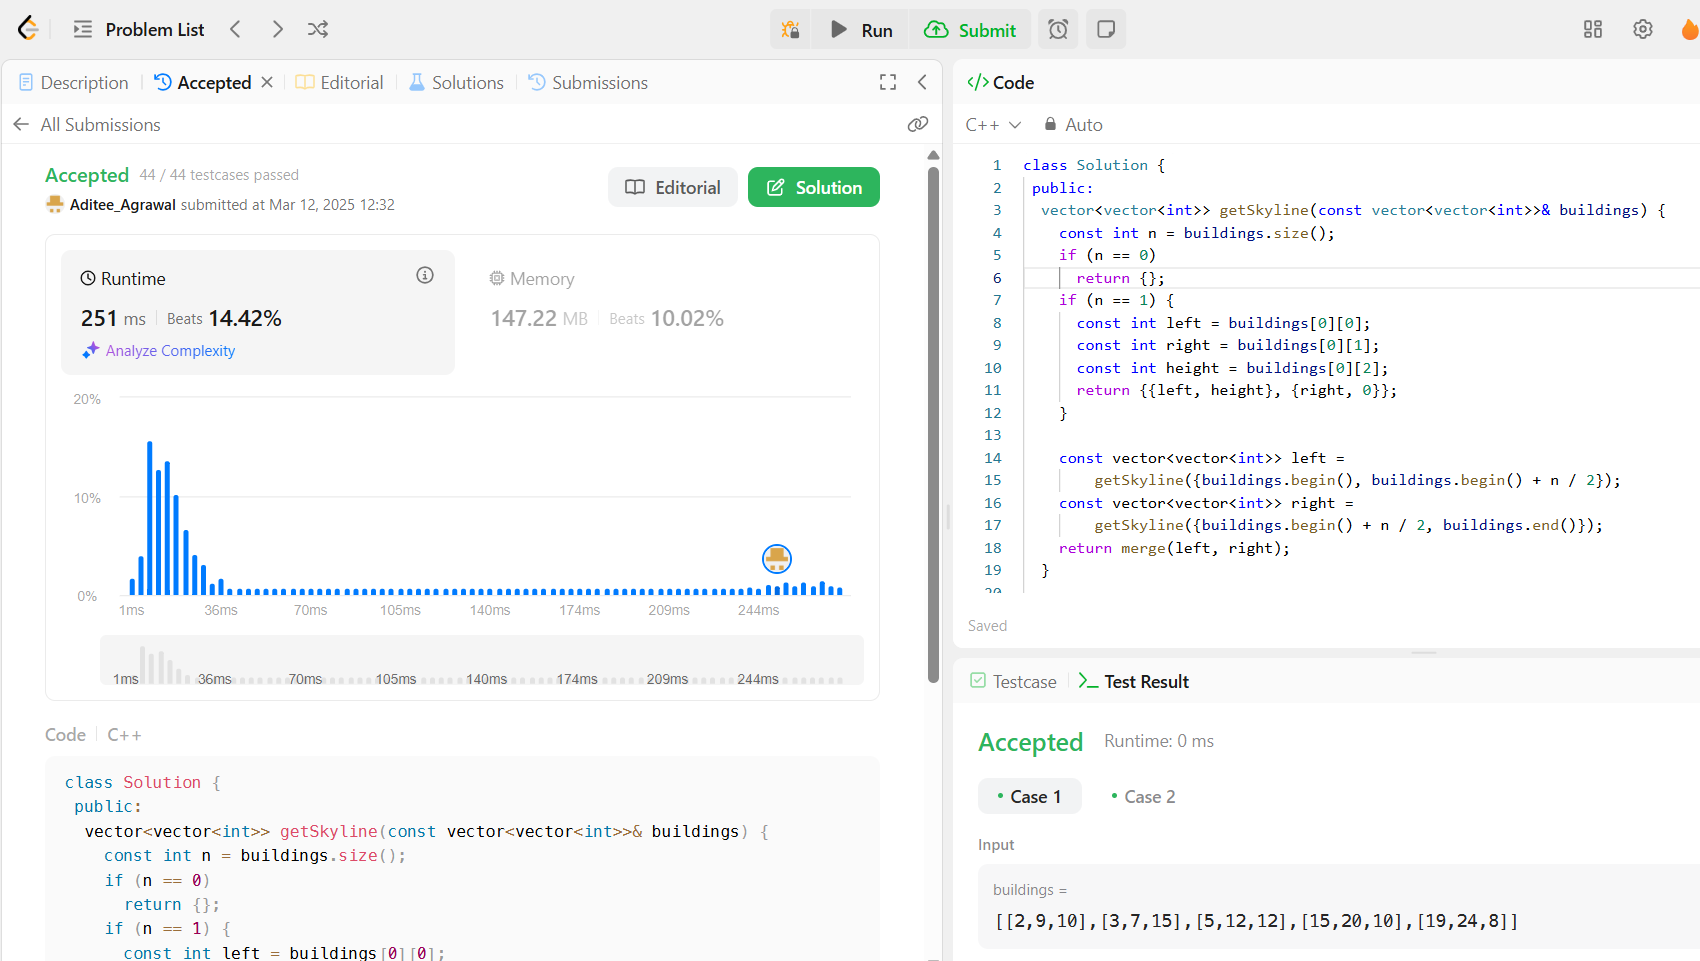 Problem List
Run
Submit
Description
Accepted
Editorial
Solutions
Submissions
All Submissions
Accepted 44 / 44 testcases passed
Aditee_Agrawal submitted at Mar 12, 2025 12:32
Editorial
Solution
Runtime
251 ms Beats 14.42%
Analyze Complexity
Memory
147.22 MB Beats 10.02%
20%
10%
0%
1ms 36ms 70ms 105ms 140ms 174ms 209ms 244ms
1ms 36ms 70ms 105ms 140ms 174ms 209ms 244ms
Code C++
class Solution {
public:
vector<vector<int>> getSkyline(const vector<vector<int>>& buildings) {
const int n = buildings.size();
if (n == 0)
return {};
if (n == 1) {
const int left = buildings[0][0];
</> Code
C++ Auto
1 class Solution {
2 public:
3 vector<vector<int>> getSkyline(const vector<vector<int>>& buildings) {
4 const int n = buildings.size();
5 if (n == 0)
6 return {};
7 if (n == 1) {
8 const int left = buildings[0][0];
9 const int right = buildings[0][1];
10 const int height = buildings[0][2];
11 return {{left, height}, {right, 0}};
12 }
13
14 const vector<vector<int>> left =
15 getSkyline({buildings.begin(), buildings.begin() + n / 2});
16 const vector<vector<int>> right =
17 getSkyline({buildings.begin() + n / 2, buildings.end()});
18 return merge(left, right);
19 }
20
Saved
Testcase
Test Result
Accepted Runtime: 0 ms
Case 1
Case 2
Input
buildings =
[[2,9,10],[3,7,15],[5,12,12],[15,20,10],[19,24,8]]